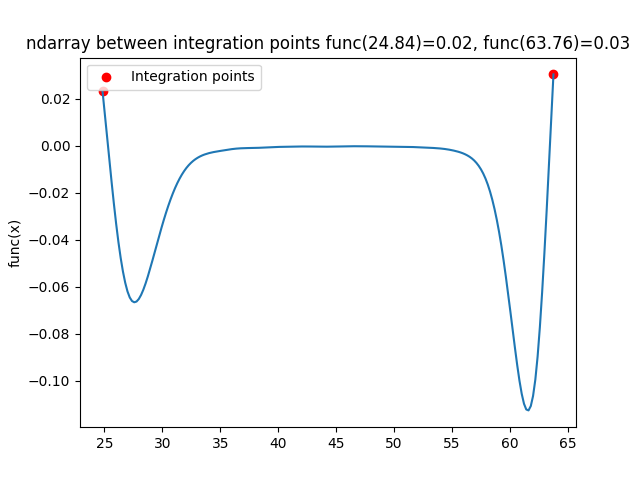 ndarray between integration points func(24.84)=0.02, func(63.76)=0.03
Integration points
func(x)
0.02
0.00
−0.02
−0.04
−0.06
−0.08
−0.10
25 30 35 40 45 50 55 60 65